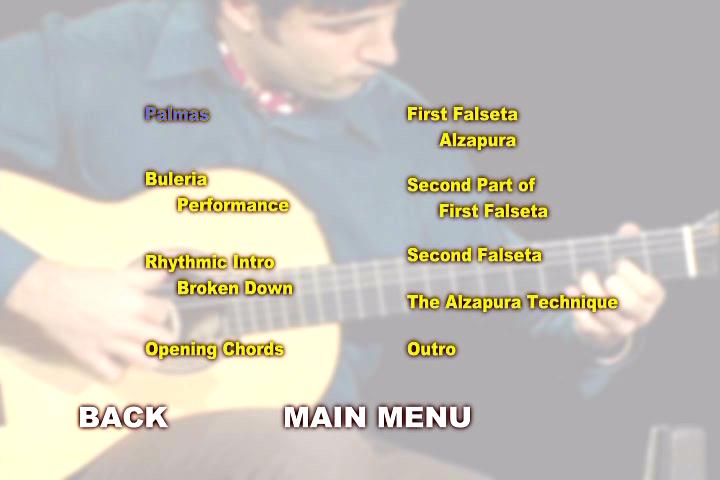 Palmas
Buleria
Performance
Rhythmic Intro
Broken Down
Opening Chords
First Falseta
Alzapura
Second Part of
First Falseta
Second Falseta
The Alzapura Technique
Outro
BACK
MAIN MENU